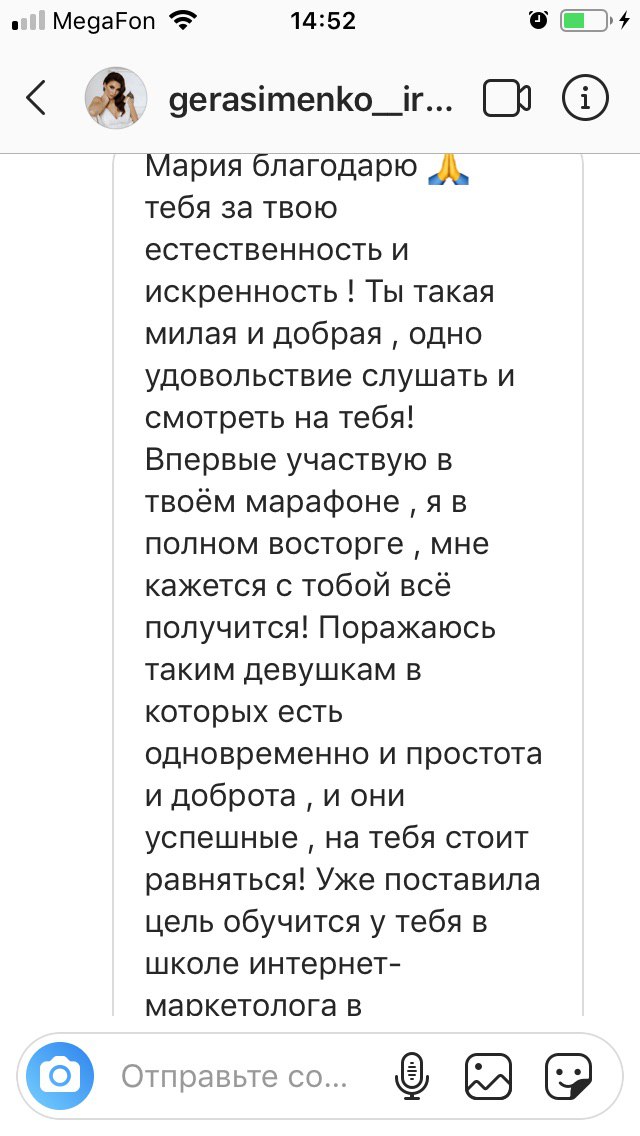 MegaFon 14:52
gerasimenko__ir...
Мария благодарю 🙏
тебя за твою
естественность и
искренность ! Ты такая
милая и добрая , одно
удовольствие слушать и
смотреть на тебя!
Впервые участвую в
твоём марафоне , я в
полном восторге , мне
кажется с тобой всё
получится! Поражаюсь
таким девушкам в
которых есть
одновременно и простота
и доброта , и они
успешные , на тебя стоит
равняться! Уже поставила
цель обучится у тебя в
школе интернет-
маркетолога в
Отправьте со...